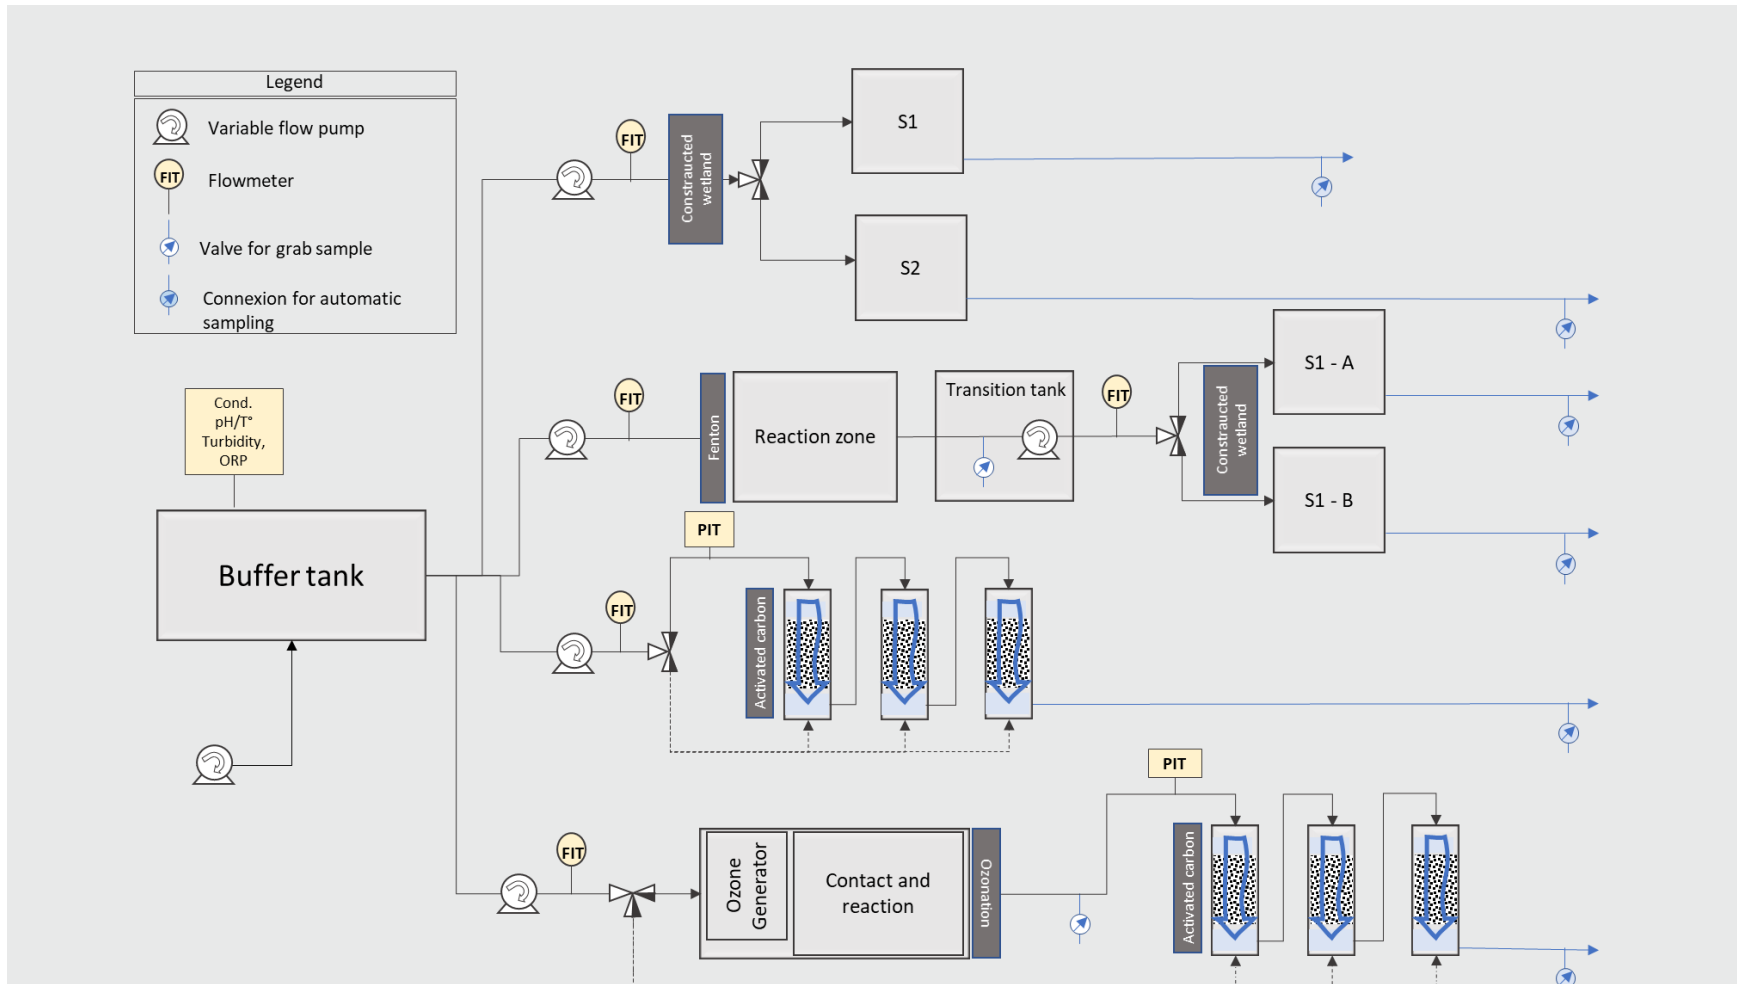 Legend
Variable flow pump
FIT
Flowmeter
Valve for grab sample
Connexion for automatic
sampling
FIT
Constraucted
wetland
S1
S2
Cond.
pH/T°
Turbidity,
ORP
Buffer tank
FIT
Fenton
Reaction zone
Transition tank
FIT
Constraucted
wetland
S1 - A
S1 - B
PIT
FIT
Activated carbon
PIT
FIT
Ozone
Generator
Contact and
reaction
Ozonation
Activated carbon